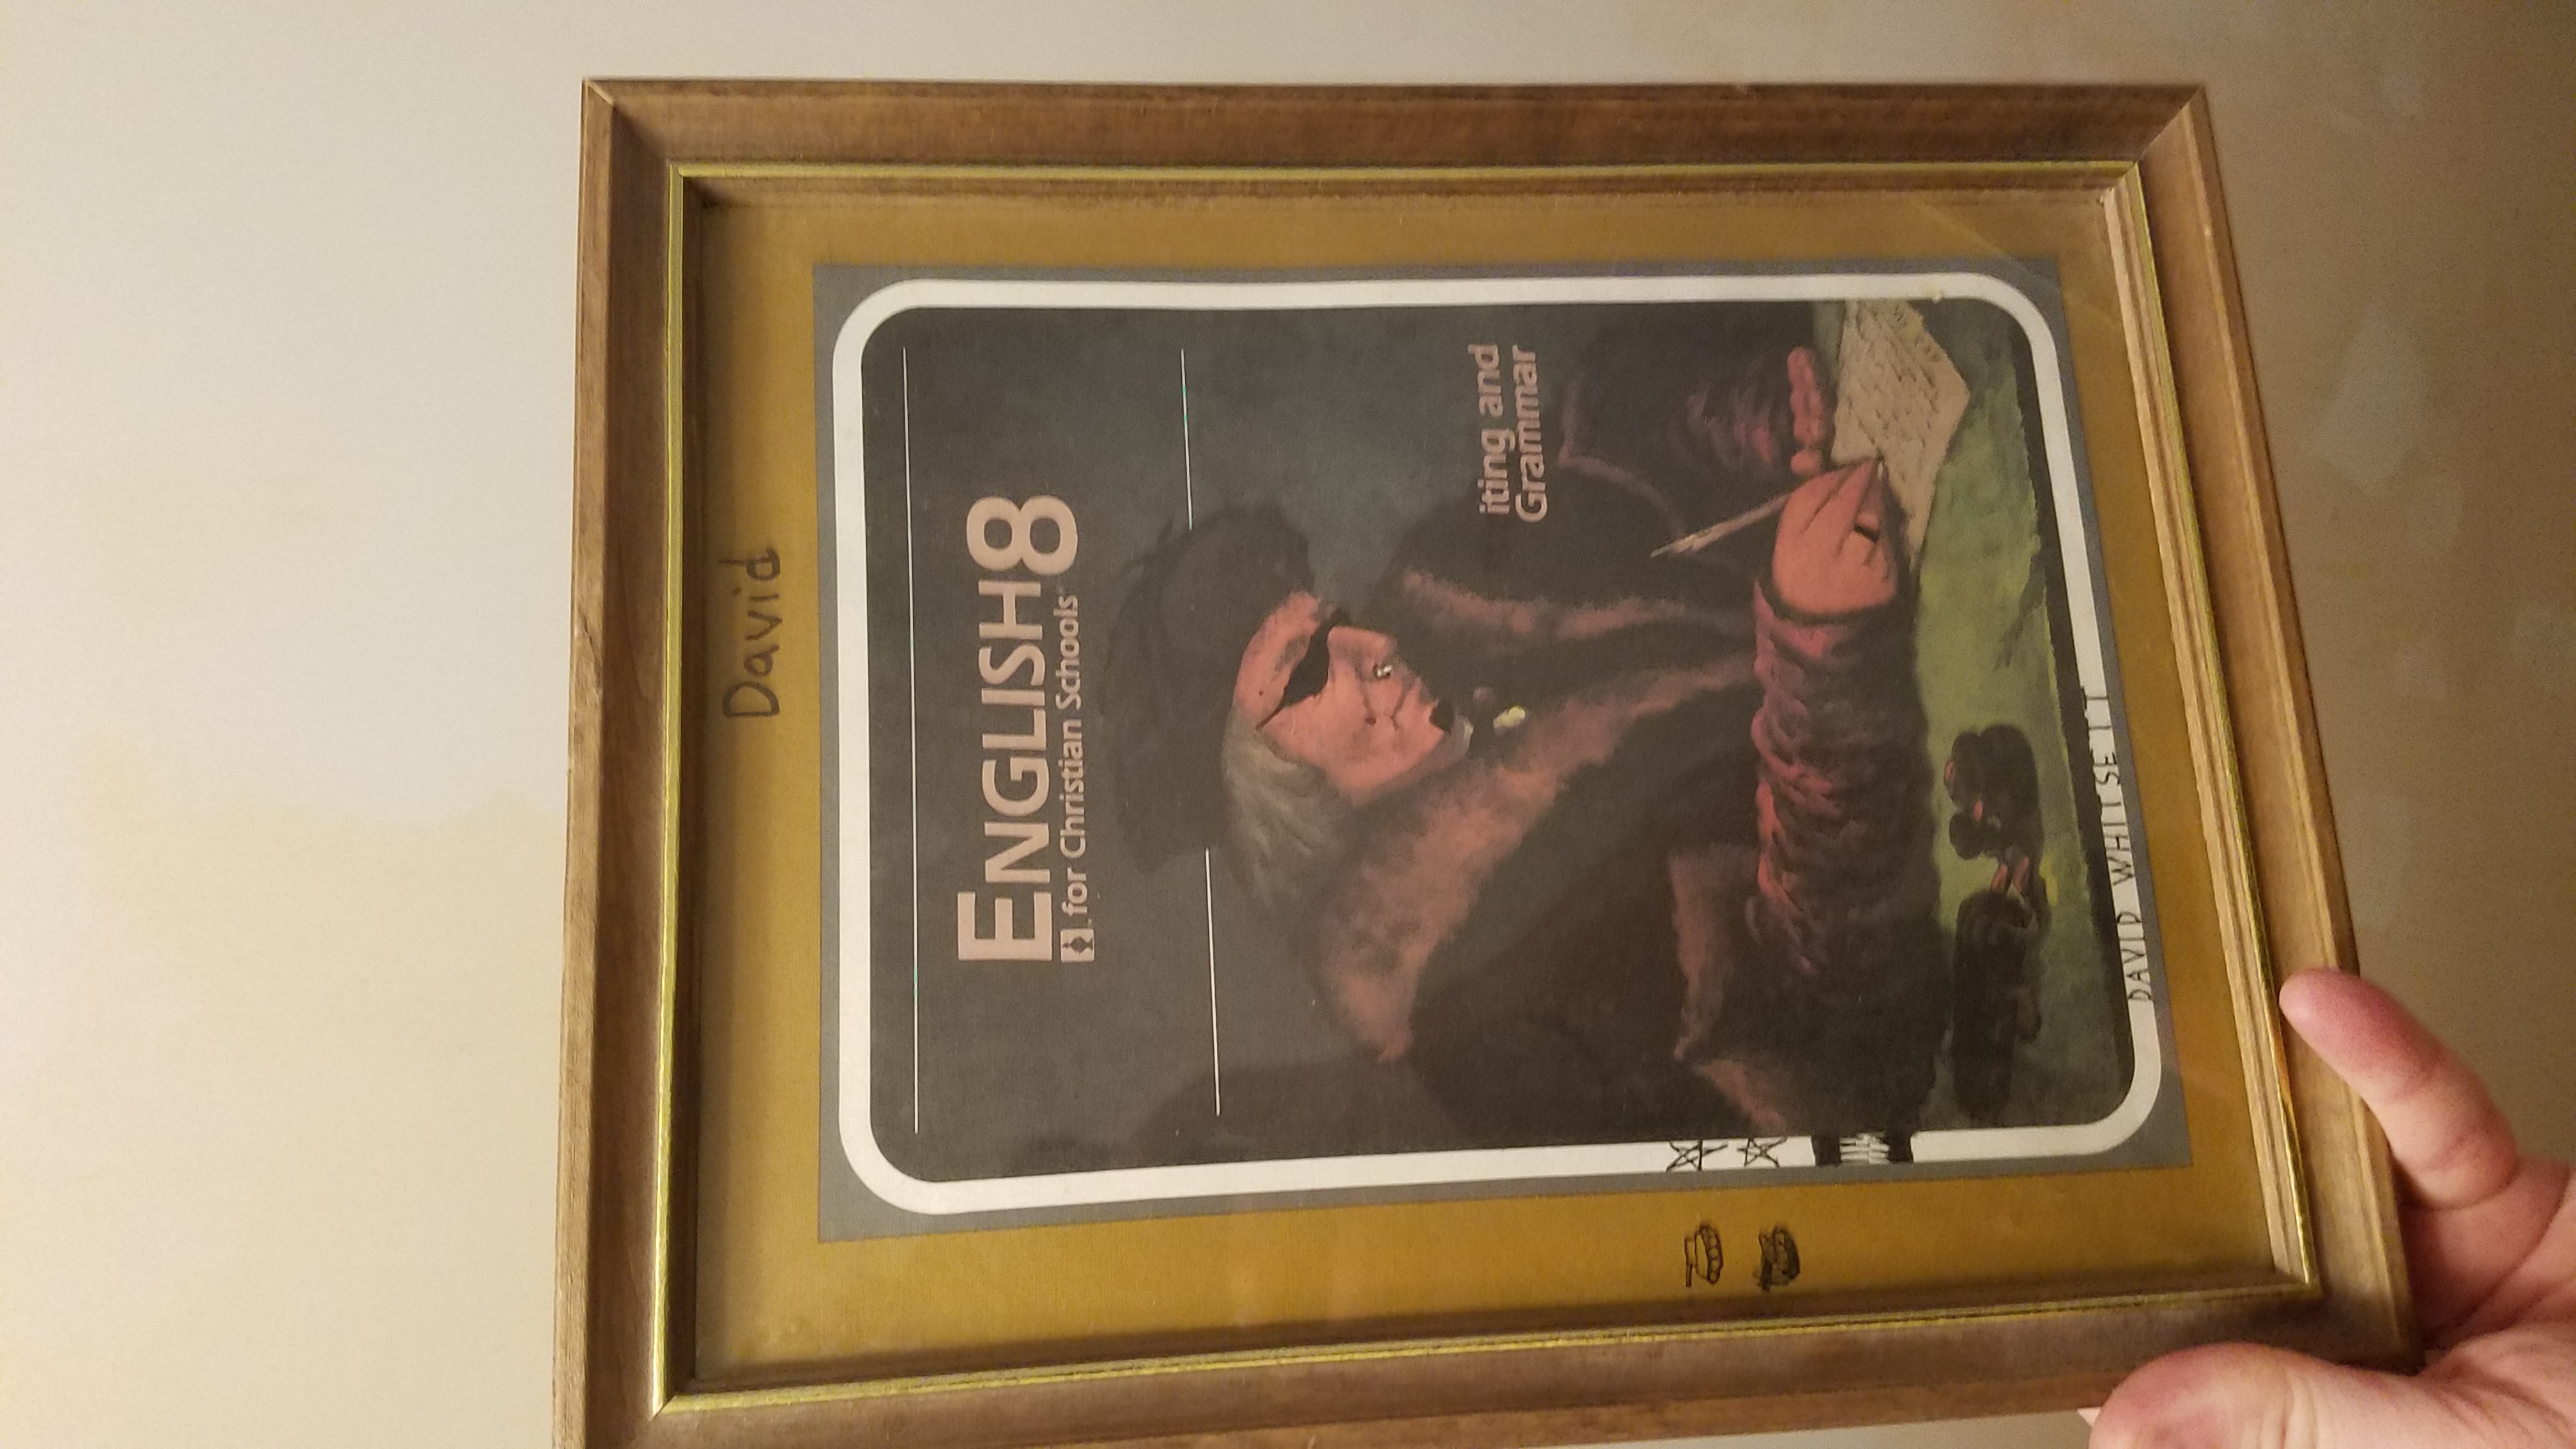 David
ENGLISH 8
for Christian Schools
iting and
Grammar
DAVID WHITSETT